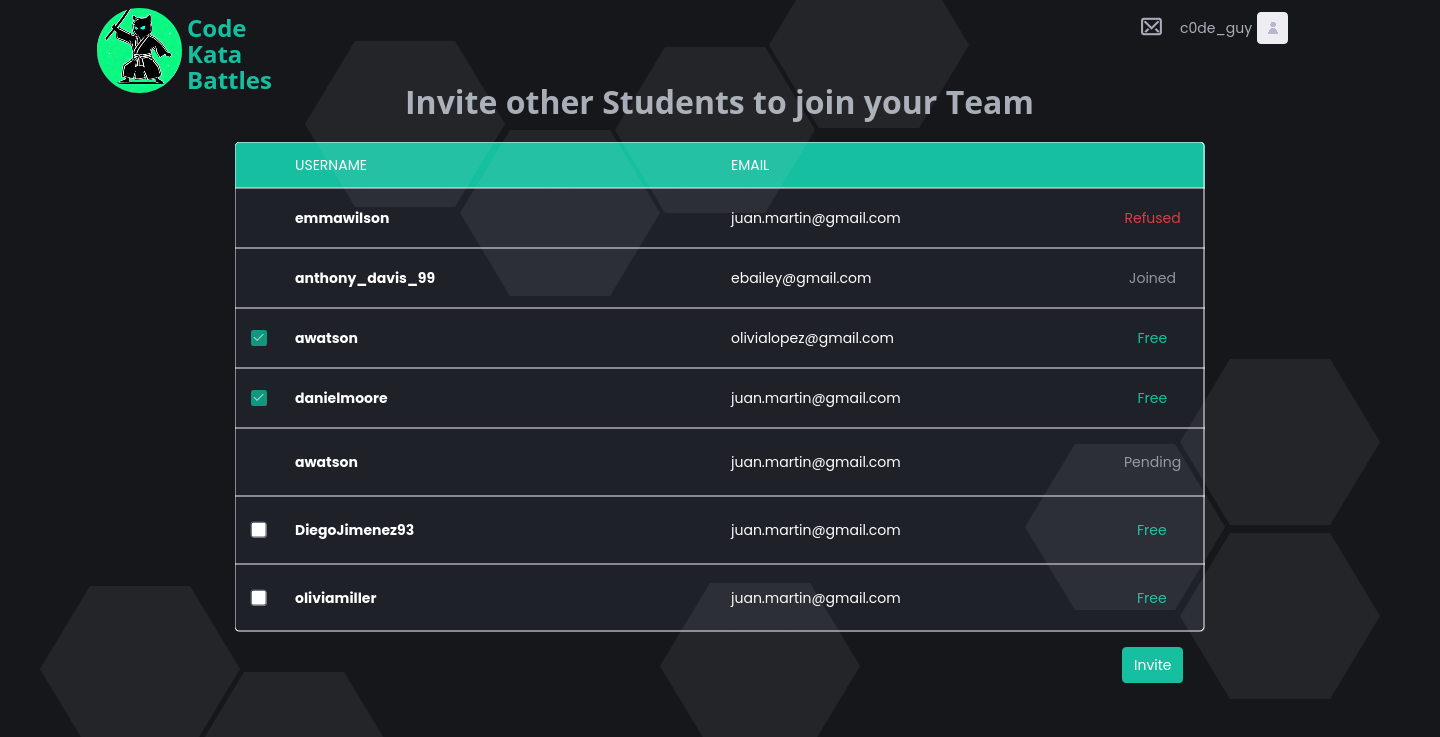 Code
Kata
Battles
c0de_guy
Invite other Students to join your Team
USERNAME EMAIL
emmawilson juan.martin@gmail.com Refused
anthony_davis_99 ebailey@gmail.com Joined
awatson olivialopez@gmail.com Free
danielmoore juan.martin@gmail.com Free
awatson juan.martin@gmail.com Pending
DiegoJimenez93 juan.martin@gmail.com Free
oliviamiller juan.martin@gmail.com Free
Invite